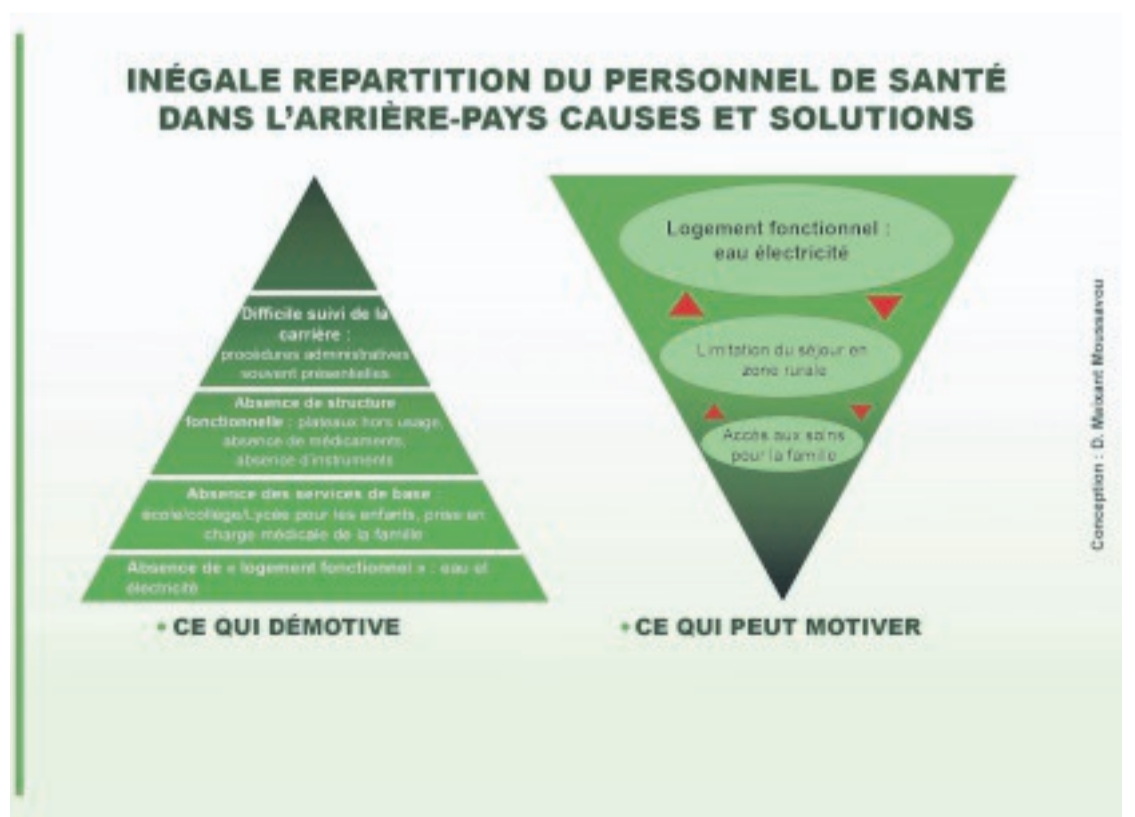 INÉGALE REPARTITION DU PERSONNEL DE SANTÉ
DANS L'ARRIÈRE-PAYS CAUSES ET SOLUTIONS
Difficile suivi de la
carrière :
procédures administratives
souvent présentielles
Absence de structure
fonctionnelle : plateaux hors usage,
absence de médicaments,
absence d'instruments
Absence des services de base :
école/collège/Lycée pour les enfants, prise en
charge médicale de la famille
Absence de « logement fonctionnel » : eau et
électricité
• CE QUI DÉMOTIVE
Logement fonctionnel :
eau électricité
Limitation du séjour en
zone rurale
Accès aux soins
pour la famille
• CE QUI PEUT MOTIVER
Conception : D. Maixant Moussavou